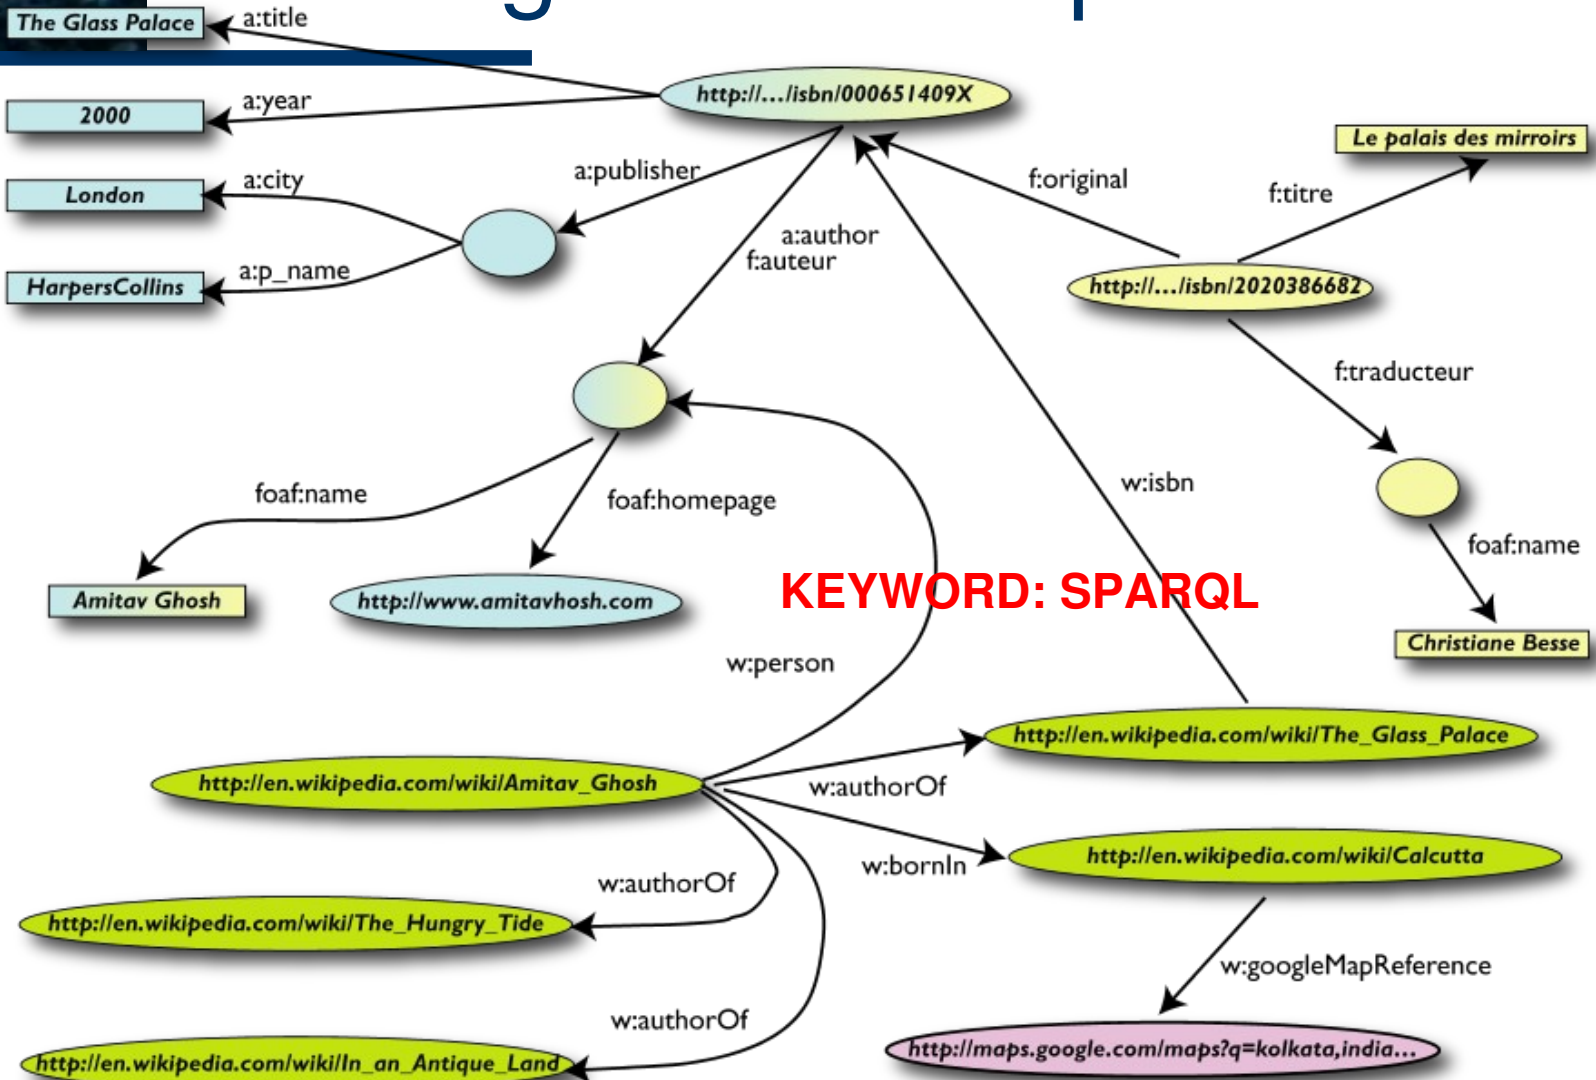 The Glass Palace
a:title
http://.../isbn/000651409X
a:year
2000
Le palais des mirroirs
a:publisher
f:original
f:titre
London
a:city
a:author
f:auteur
a:p_name
HarpersCollins
http://.../isbn/2020386682
f:traducteur
foaf:name
foaf:homepage
w:isbn
foaf:name
Amitav Ghosh
http://www.amitavhosh.com
KEYWORD: SPARQL
Christiane Besse
w:person
http://en.wikipedia.com/wiki/The_Glass_Palace
http://en.wikipedia.com/wiki/Amitav_Ghosh
w:authorOf
http://en.wikipedia.com/wiki/Calcutta
w:bornIn
w:authorOf
http://en.wikipedia.com/wiki/The_Hungry_Tide
w:googleMapReference
w:authorOf
http://maps.google.com/maps?q=kolkata,india...
http://en.wikipedia.com/wiki/In_an_Antique_Land